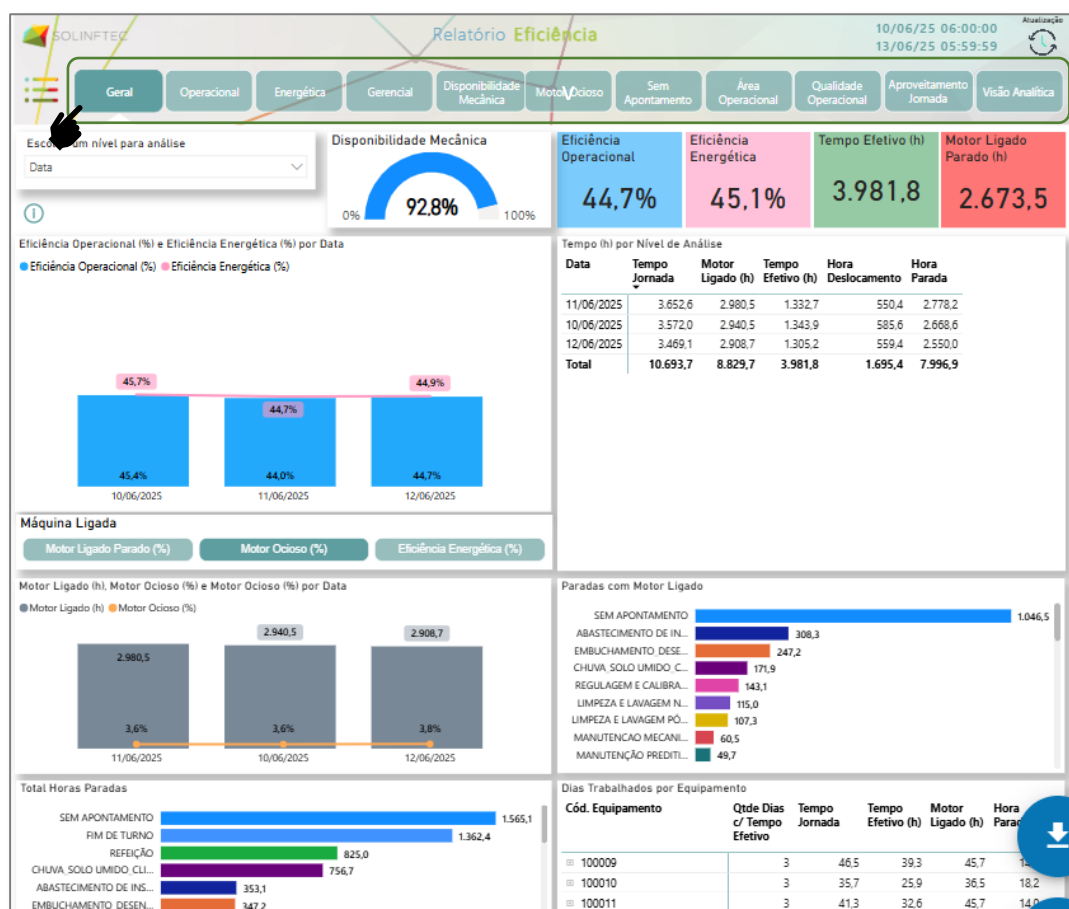 SOLINFTEC
Relatório Eficiência
10/06/25 06:00:00
13/06/25 05:59:59
Atualização
Geral
Operacional
Energética
Gerencial
Disponibilidade
Mecânica
Motor Ocioso
Sem
Apontamento
Área
Operacional
Qualidade
Operacional
Aproveitamento
Jornada
Visão Analítica
um nível para análise
Data
Disponibilidade Mecânica
0%
92,8%
100%
Eficiência
Operacional
44,7%
Eficiência
Energética
45,1%
Tempo Efetivo (h)
3.981,8
Motor Ligado
Parado (h)
2.673,5
Eficiência Operacional (%) e Eficiência Energética (%) por Data
Eficiência Operacional (%) Eficiência Energética (%)
45,7%
44,7%
44,9%
45,4%
44,0%
44,7%
10/06/2025
11/06/2025
12/06/2025
Tempo (h) por Nível de Análise
Data Tempo Jornada Motor Ligado (h) Tempo Efetivo (h) Hora Deslocamento Hora Parada
11/06/2025 3.652,6 2.980,5 1.332,7 550,4 2.778,2
10/06/2025 3.572,0 2.940,5 1.343,9 585,6 2.668,6
12/06/2025 3.469,1 2.908,7 1.305,2 559,4 2.550,0
Total 10.693,7 8.829,7 3.981,8 1.695,4 7.996,9
Máquina Ligada
Motor Ligado Parado (%)
Motor Ocioso (%)
Eficiência Energética (%)
Motor Ligado (h), Motor Ocioso (%) e Motor Ocioso (%) por Data
Motor Ligado (h) Motor Ocioso (%)
2.980,5
2.940,5
2.908,7
3,6%
3,6%
3,8%
11/06/2025
10/06/2025
12/06/2025
Paradas com Motor Ligado
SEM APONTAMENTO 1.046,5
ABASTECIMENTO DE IN... 308,3
EMBUCHAMENTO_DESE... 247,2
CHUVA_SOLO UMIDO_C... 171,9
REGULAGEM E CALIBRA... 143,1
LIMPEZA E LAVAGEM N... 115,0
LIMPEZA E LAVAGEM PÓ... 107,3
MANUTENCAO MECANI... 60,5
MANUTENÇÃO PREDITI... 49,7
Total Horas Paradas
SEM APONTAMENTO 1.565,1
FIM DE TURNO 1.362,4
REFEIÇÃO 825,0
CHUVA_SOLO UMIDO_CLI... 756,7
ABASTECIMENTO DE INS... 353,1
EMBUCHAMENTO_DESEN... 347,2
Dias Trabalhados por Equipamento
Cód. Equipamento Qtde Dias c/ Tempo Efetivo Tempo Jornada Tempo Efetivo (h) Motor Ligado (h) Hora
100009 3 46,5 39,3 45,7
100010 3 35,7 25,9 36,5 18,2
100011 3 41,3 32,6 45,7 14,0